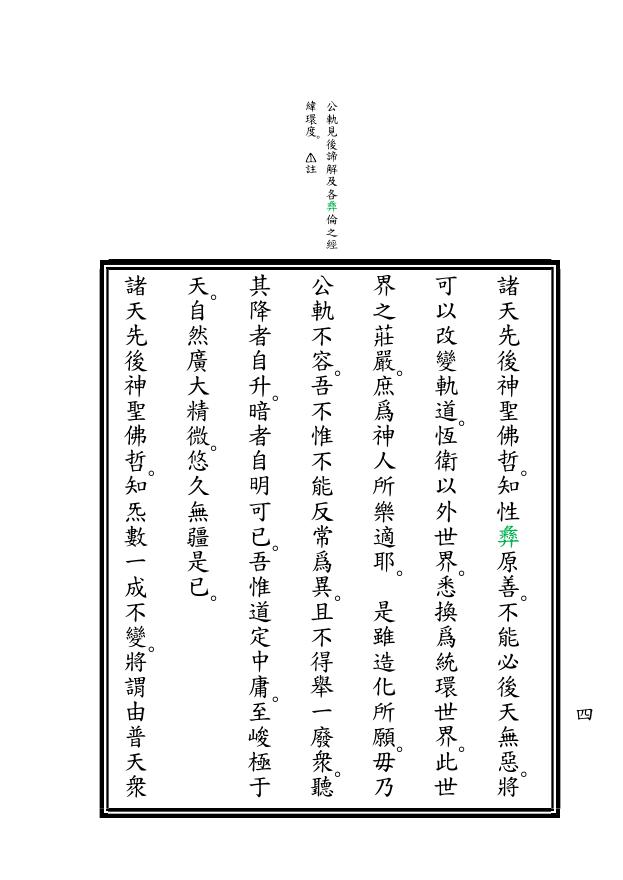 公軌見後諦解及各彝倫之經
緯環度。 註
諸天先後神聖佛哲。知性彝原善。不能必後天無惡。將
可以改變軌道。恆衛以外世界。悉換爲統環世界。此世
界之莊嚴。庶爲神人所樂適耶。 是雖造化所願。毋乃
公軌不容。吾不惟不能反常爲異。且不得舉一廢衆。聽
其降者自升。暗者自明可已。吾惟道定中庸。至峻極于
天。自然廣大精微。悠久無疆是已。
諸天先後神聖佛哲。知炁數一成不變。將謂由普天衆
四